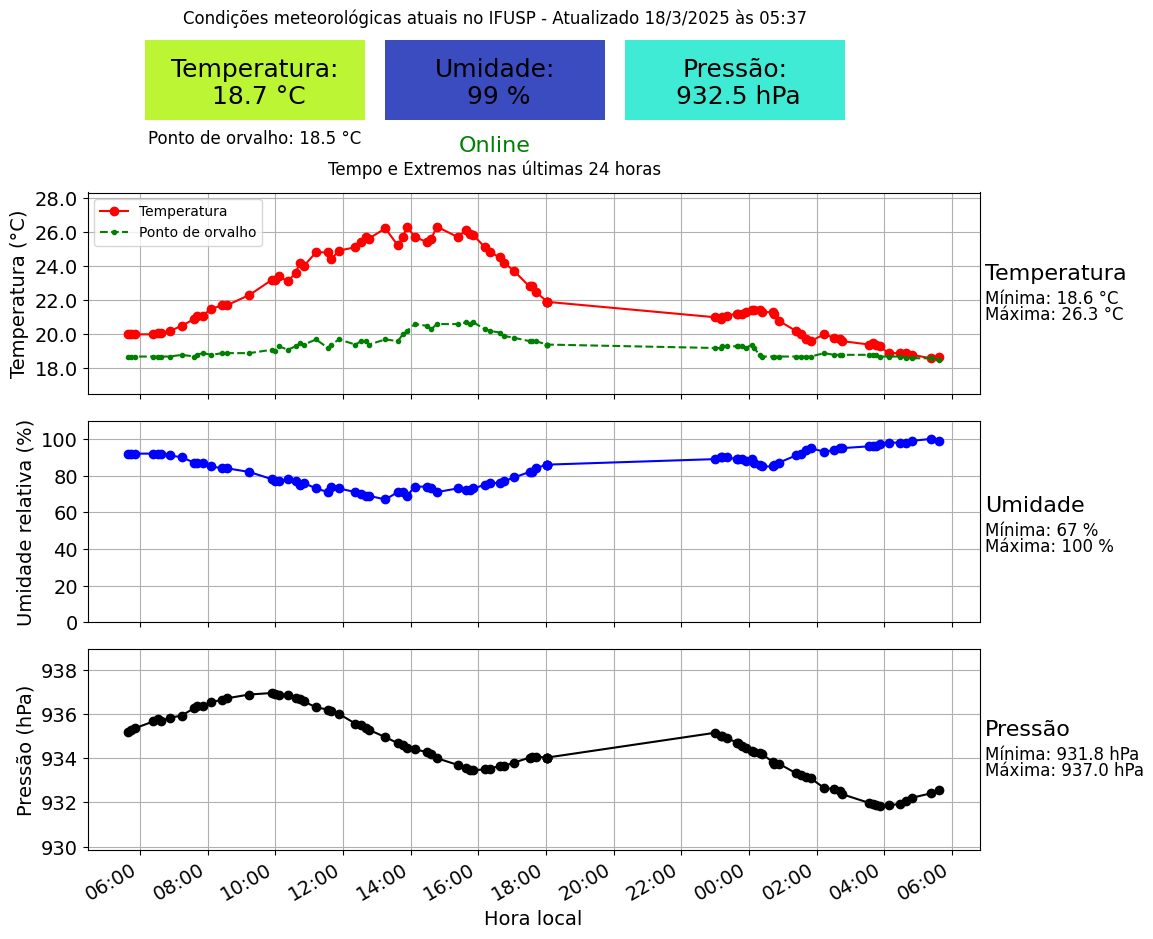 Condições meteorológicas atuais no IFUSP - Atualizado 18/3/2025 às 05:37
Temperatura:
18.7 °C
Umidade:
99 %
Pressão:
932.5 hPa
Ponto de orvalho: 18.5 °C
Online
Tempo e Extremos nas últimas 24 horas
Temperatura (°C)
28.0
26.0
24.0
22.0
20.0
18.0
Temperatura
Ponto de orvalho
Temperatura
Mínima: 18.6 °C
Máxima: 26.3 °C
Umidade relativa (%)
100
80
60
40
20
0
Umidade
Mínima: 67 %
Máxima: 100 %
Pressão (hPa)
938
936
934
932
930
Pressão
Mínima: 931.8 hPa
Máxima: 937.0 hPa
06:00 08:00 10:00 12:00 14:00 16:00 18:00 20:00 22:00 00:00 02:00 04:00 06:00
Hora local